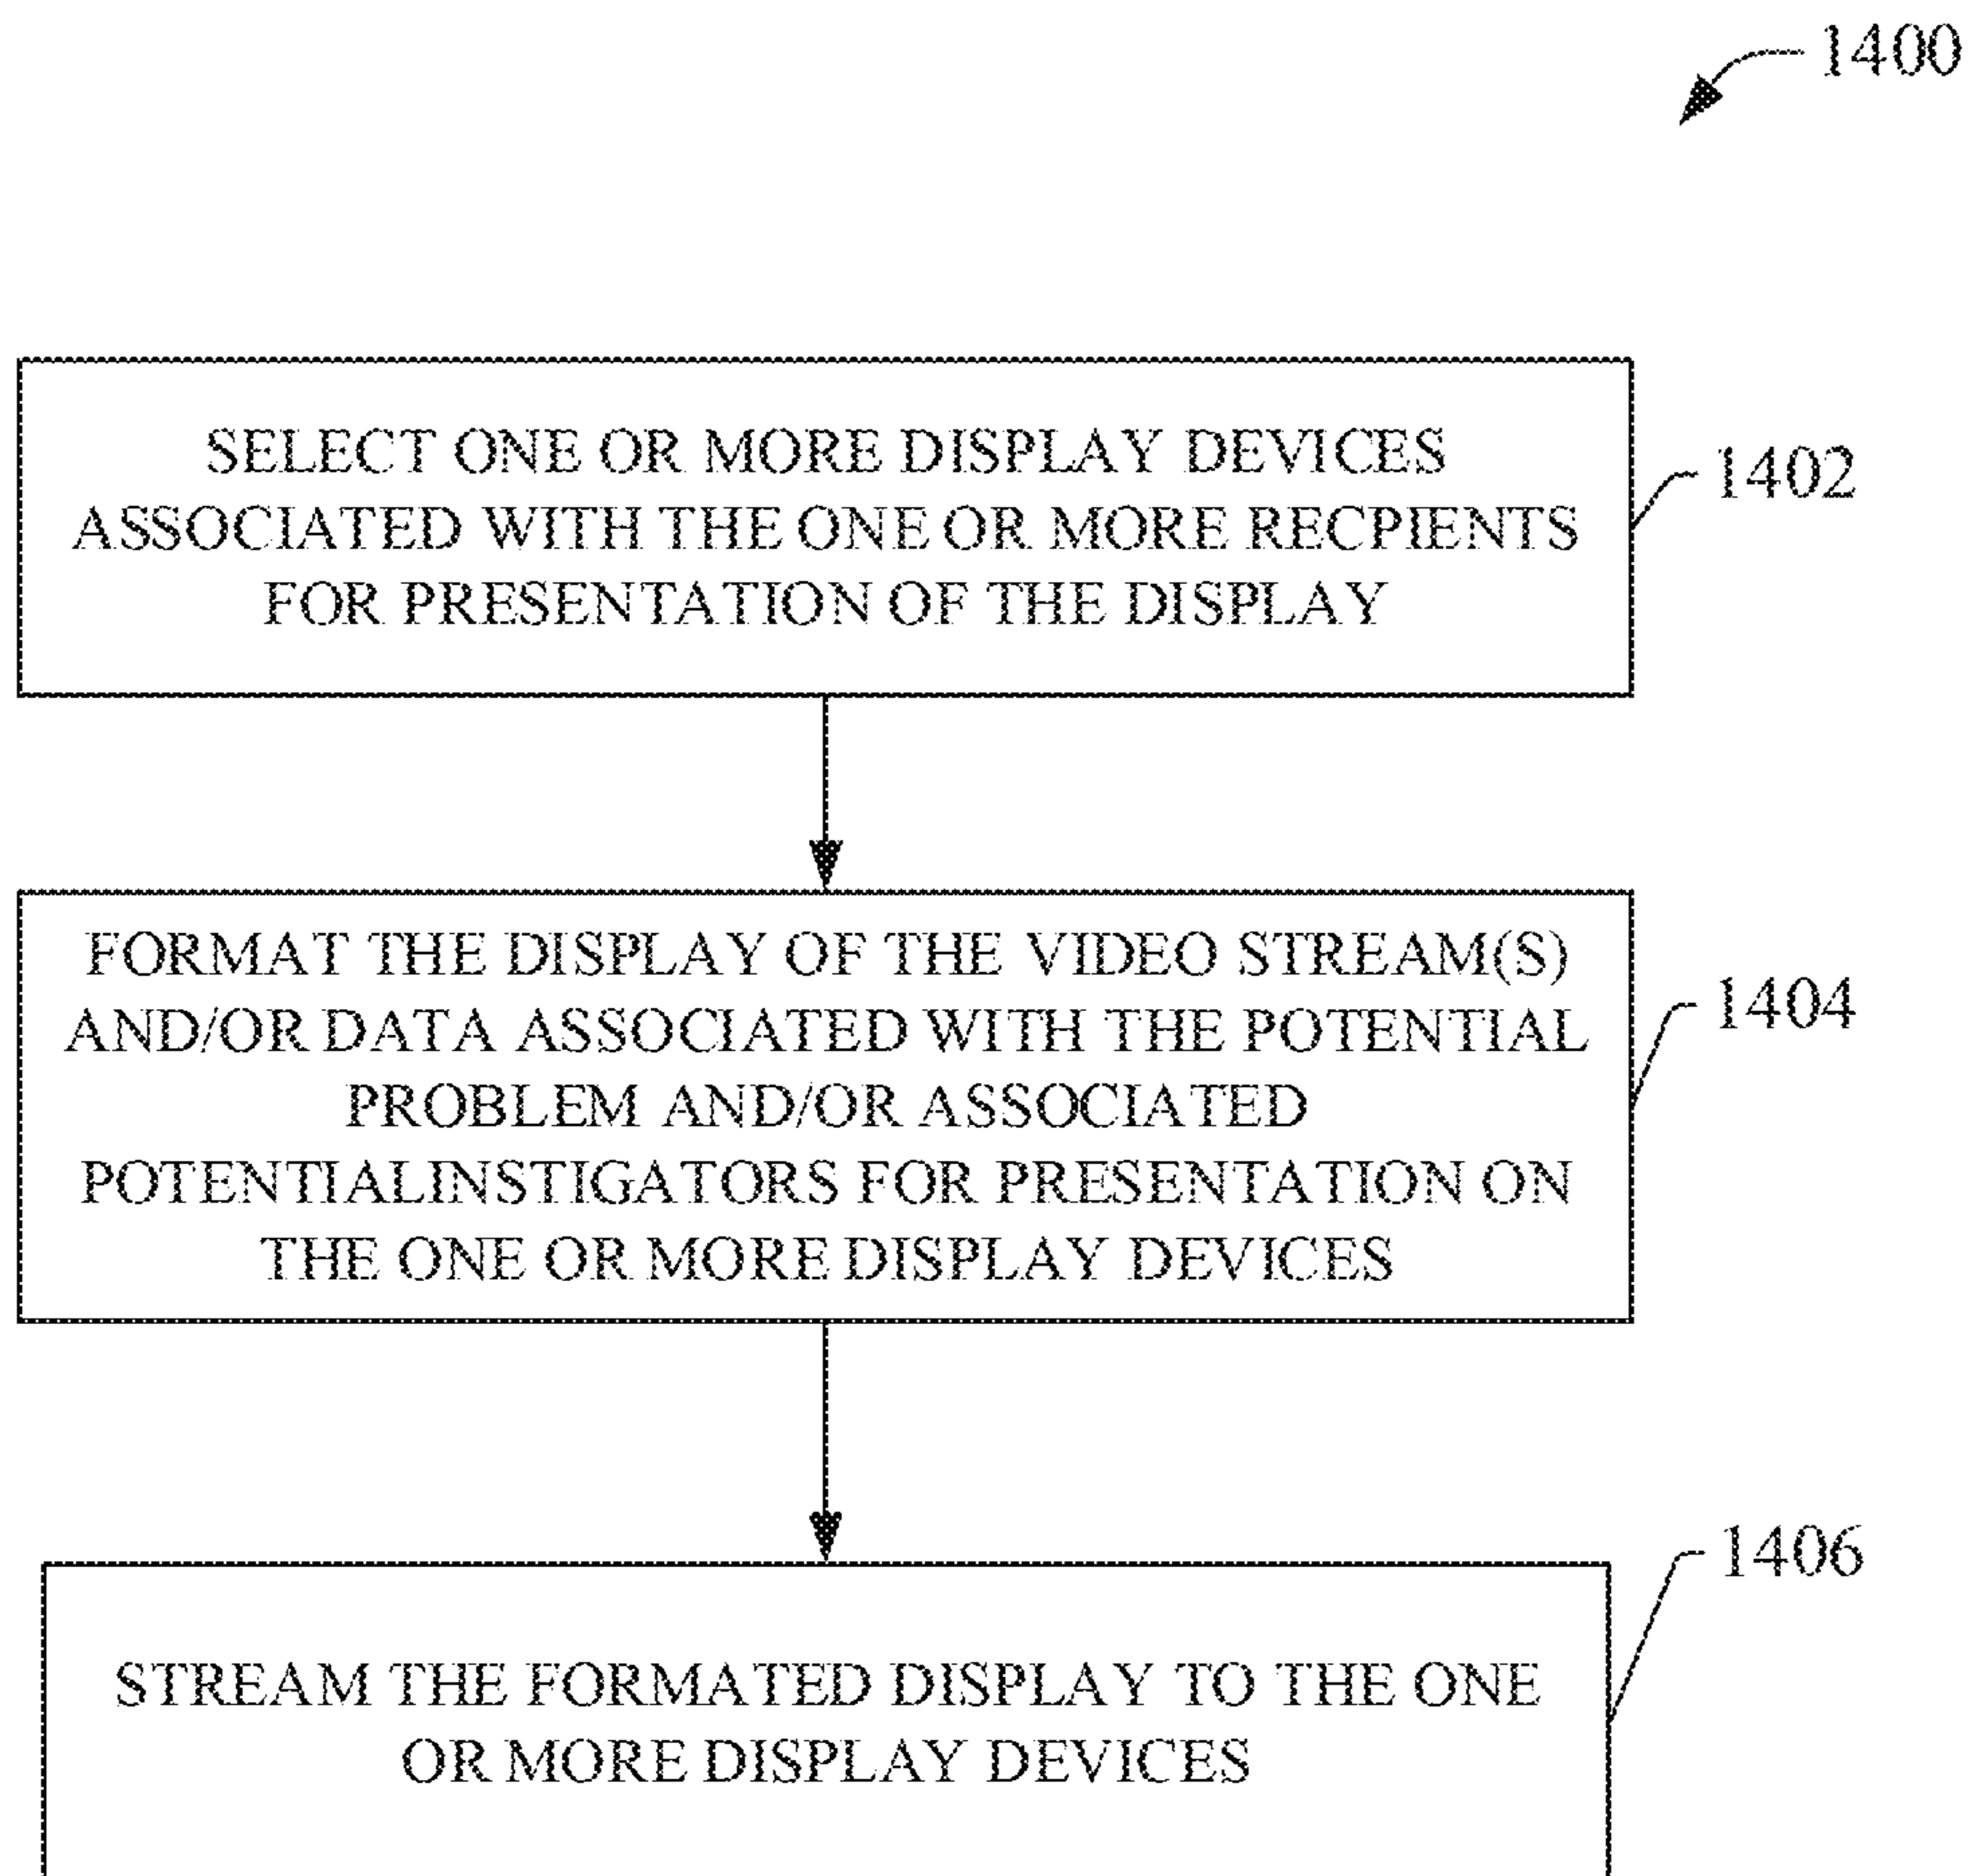 1400
SELECT ONE OR MORE DISPLAY DEVICES
ASSOCIATED WITH THE ONE OR MORE RECPIENTS
FOR PRESENTATION OF THE DISPLAY
1402
FORMAT THE DISPLAY OF THE VIDEO STREAM(S)
AND/OR DATA ASSOCIATED WITH THE POTENTIAL
PROBLEM AND/OR ASSOCIATED
POTENTIALINSTIGATORS FOR PRESENTATION ON
THE ONE OR MORE DISPLAY DEVICES
1404
STREAM THE FORMATED DISPLAY TO THE ONE
OR MORE DISPLAY DEVICES
1406